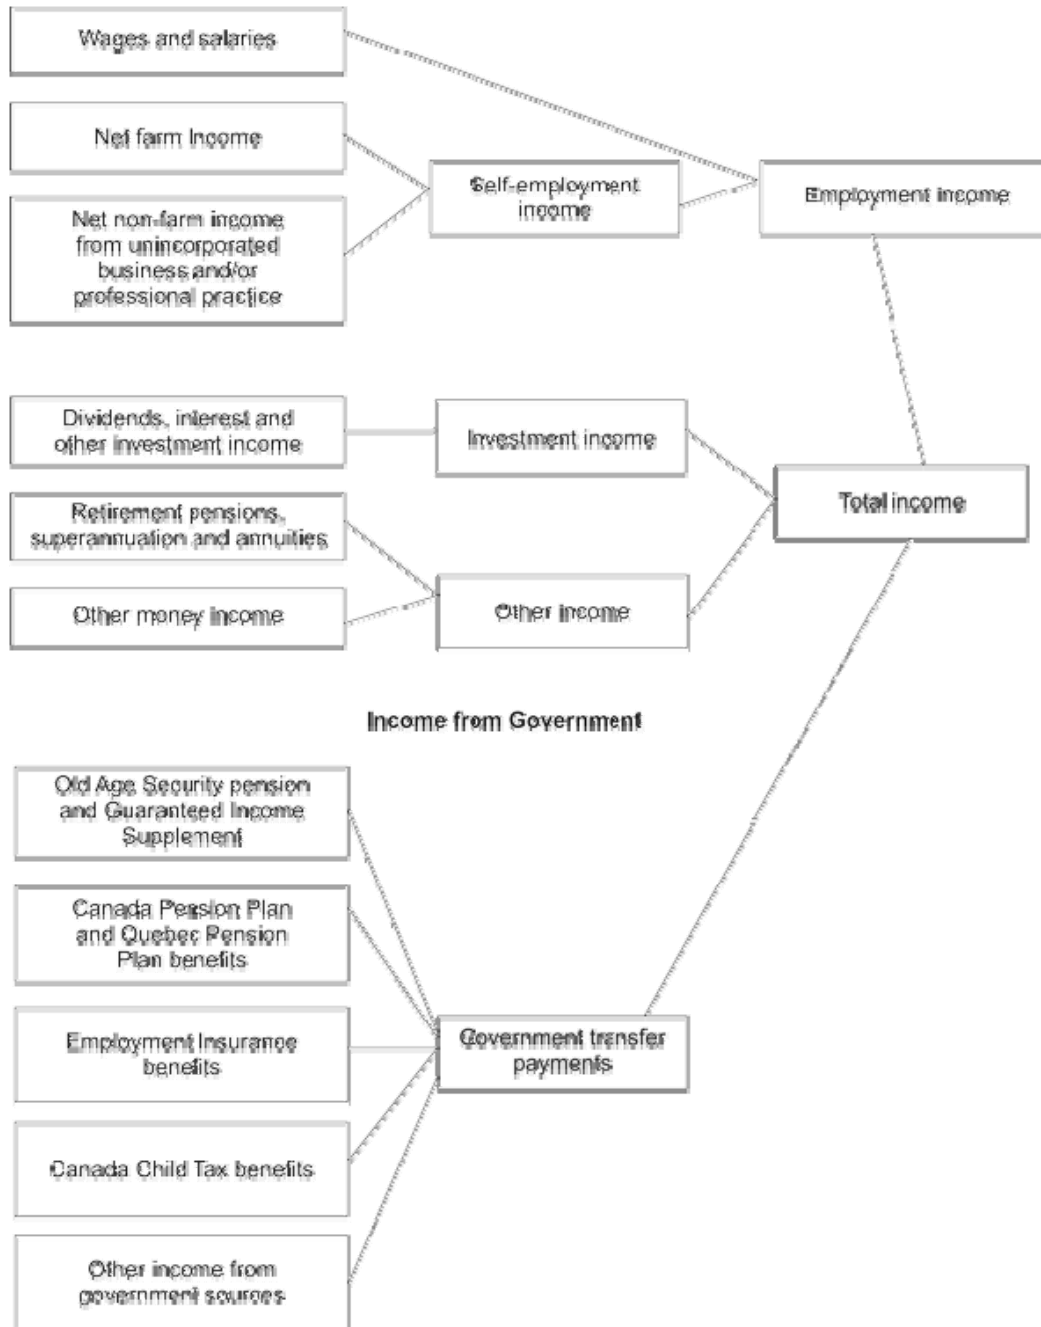 Wages and salaries
Net farm Income
Net non-farm income
from unincorporated
business and/or
professional practice
Self-employment
income
Employment income
Dividends, interest and
other investment income
Investment income
Retirement pensions,
superannuation and annuities
Other money income
Other income
Total income
Income from Government
Old Age Security pension
and Guaranteed Income
Supplement
Canada Pension Plan
and Quebec Pension
Plan benefits
Employment Insurance
benefits
Government transfer
payments
Canada Child Tax benefits
Other income from
government sources